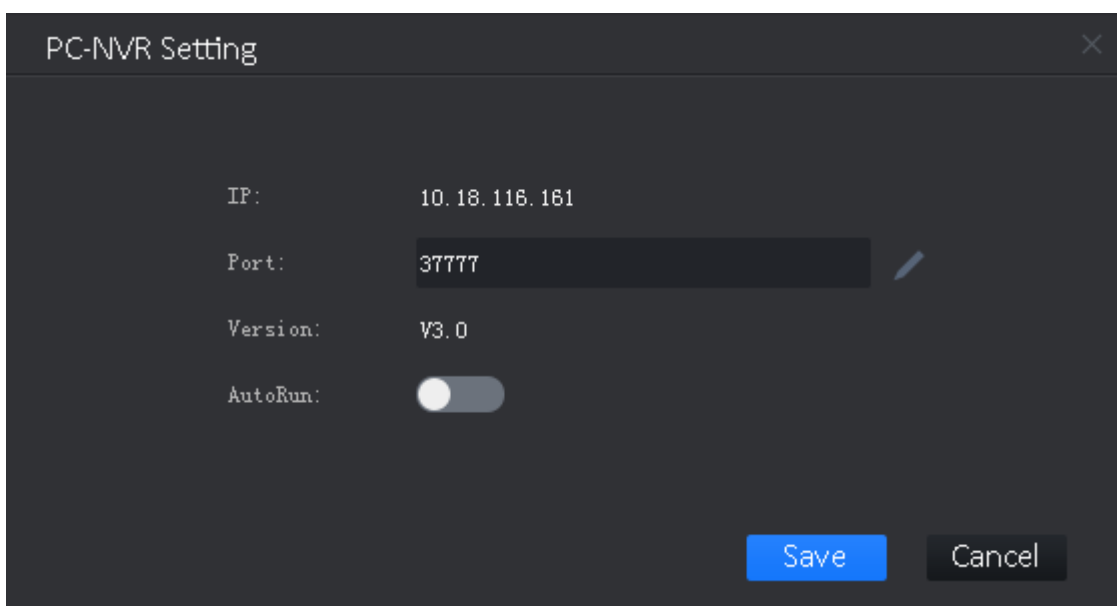 PC-NVR Setting
IP: 10.18.116.161
Port: 37777
Version: V3.0
AutoRun:
Save Cancel